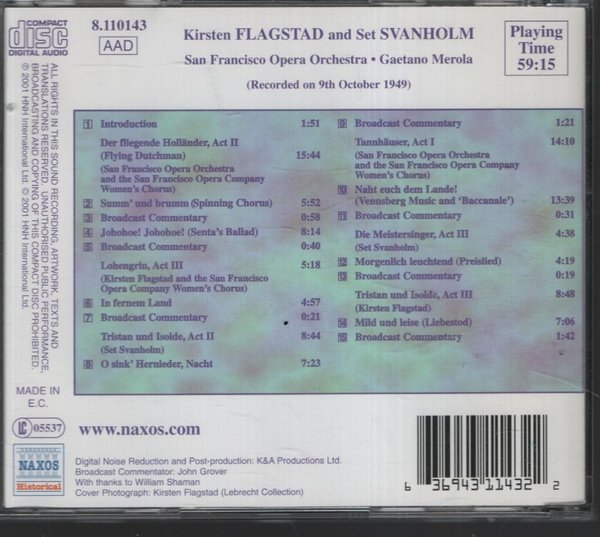 COMPACT
disc
DIGITAL AUDIO
8.110143
AAD
Kirsten FLAGSTAD and Set SVANHOLM
San Francisco Opera Orchestra • Gaetano Merola
(Recorded on 9th October 1949)
Playing
Time
59:15
ALL RIGHTS IN THIS SOUND RECORDING, ARTWORK, TEXTS AND
TRANSLATIONS RESERVED. UNAUTHORISED PUBLIC PERFORMANCE,
BROADCASTING AND COPYING OF THIS COMPACT DISC PROHIBITED.
℗ 2001 HNH International Ltd. © 2001 HNH International Ltd.
1 Introduction 1:51
Der fliegende Holländer, Act II
(Flying Dutchman) 15:44
(San Francisco Opera Orchestra
and the San Francisco Opera Company
Women's Chorus)
2 Summ' und brumm (Spinning Chorus) 5:52
3 Broadcast Commentary 0:58
4 Johohoe! Johohoe! (Senta's Ballad) 8:14
5 Broadcast Commentary 0:40
Lohengrin, Act III 5:18
(Kirsten Flagstad and the San Francisco
Opera Company Women's Chorus)
6 In fernem Land 4:57
7 Broadcast Commentary 0:21
Tristan und Isolde, Act II 8:44
(Set Svanholm)
8 O sink' Hernieder, Nacht 7:23
9 Broadcast Commentary 1:21
Tannhäuser, Act I 14:10
(San Francisco Opera Orchestra
and the San Francisco Opera Company
Women's Chorus)
10 Naht euch dem Lande!
(Venusberg Music and 'Baccanale') 13:39
11 Broadcast Commentary 0:31
Die Meistersinger, Act III 4:38
(Set Svanholm)
12 Morgenlich leuchtend (Preislied) 4:19
13 Broadcast Commentary 0:19
Tristan und Isolde, Act III 8:48
(Kirsten Flagstad)
14 Mild und leise (Liebestod) 7:06
15 Broadcast Commentary 1:42
MADE IN
E.C.
LC 05537
www.naxos.com
NAXOS
Historical
Digital Noise Reduction and Post-production: K&A Productions Ltd.
Broadcast Commentator: John Grover
With thanks to William Shaman
Cover Photograph: Kirsten Flagstad (Lebrecht Collection)
6 36943 11432 2